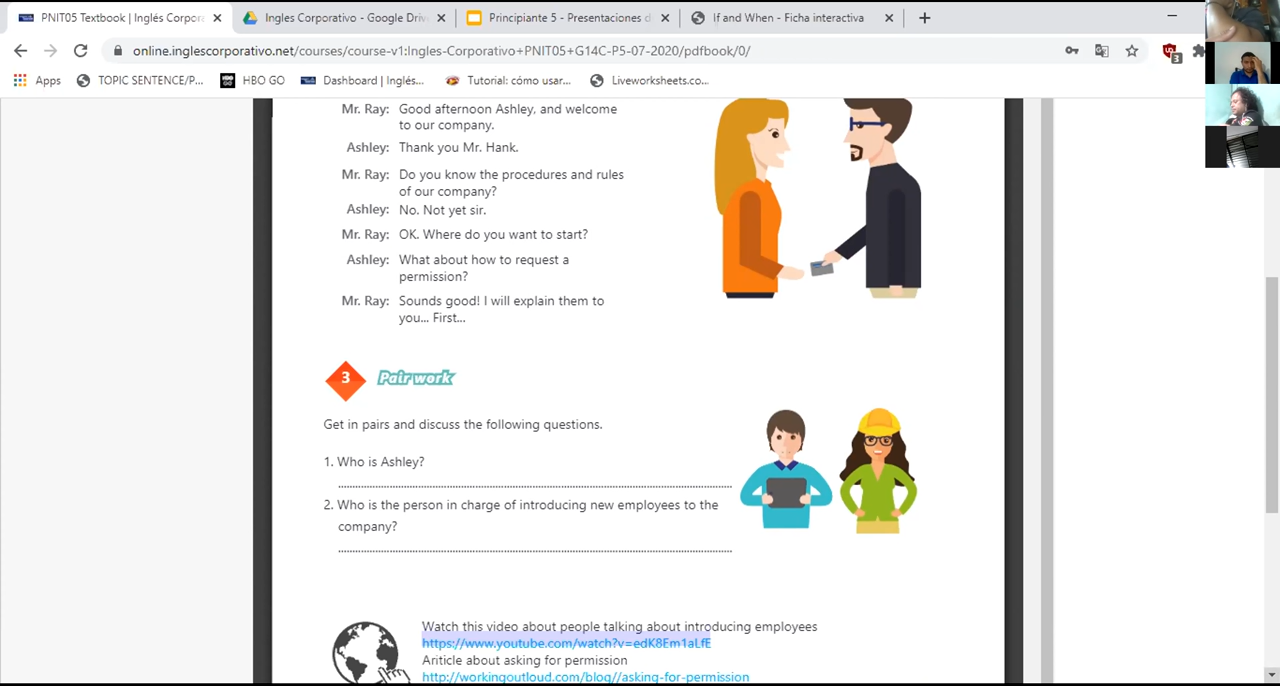 PNIT05 Textbook | Inglés Corpora
Ingles Corporativo - Google Driv
Principiante 5 - Presentaciones d
If and When - Ficha interactiva
online.inglescorporativo.net/courses/course-v1:Ingles-Corporativo+PNIT05+G14C-P5-07-2020/pdfbook/0/
3
Apps
TOPIC SENTENCE/P...
HBO GO
Dashboard | Inglés...
Tutorial: cómo usar...
Liveworksheets.co...
Mr. Ray: Good afternoon Ashley, and welcome
to our company.
Ashley: Thank you Mr. Hank.
Mr. Ray: Do you know the procedures and rules
of our company?
Ashley: No. Not yet sir.
Mr. Ray: OK. Where do you want to start?
Ashley: What about how to request a
permission?
Mr. Ray: Sounds good! I will explain them to
you... First...
3 Pair work
Get in pairs and discuss the following questions.
1. Who is Ashley?
2. Who is the person in charge of introducing new employees to the
company?
Watch this video about people talking about introducing employees
https://www.youtube.com/watch?v=edK8Em1aLfE
Ariticle about asking for permission
http://workingoutloud.com/blog//asking-for-permission